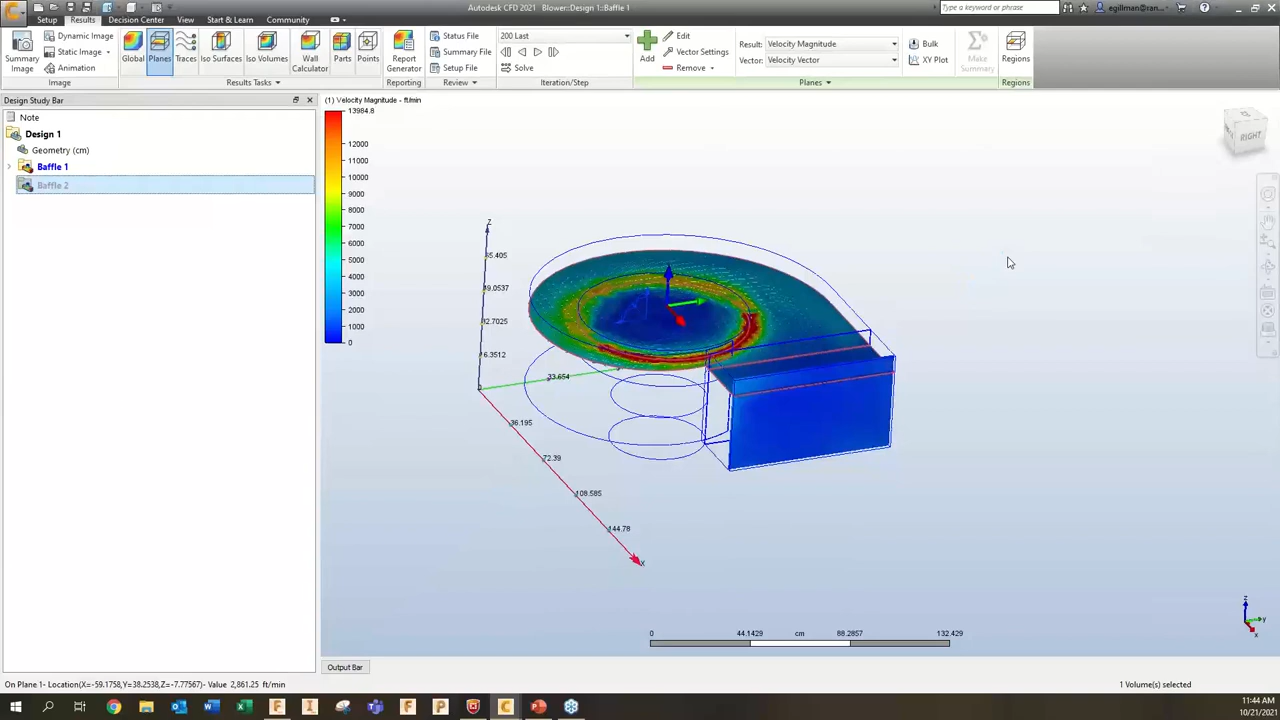 Autodesk CFD 2021 Blower::Design 1::Baffle 1
Type a keyword or phrase
egillman@ran...
Setup Results Decision Center View Start & Learn Community
Summary Image
Dynamic Image
Static Image
Animation
Image
Global Planes Traces Iso Surfaces Iso Volumes Wall Calculator Parts Points
Results Tasks
Report Generator
Reporting
Status File
Summary File
Setup File
Review
200 Last
Solve
Iteration/Step
Add
Edit
Vector Settings
Remove
Result: Velocity Magnitude
Vector: Velocity Vector
Bulk
XY Plot
Make Summary
Planes
Regions
Regions
Design Study Bar
Note
Design 1
Geometry (cm)
Baffle 1
Baffle 2
(1) Velocity Magnitude - ft/min
13984.8
12000
11000
10000
9000
8000
7000
6000
5000
4000
3000
2000
1000
0
RIGHT
Z
33.654
36.195
72.39
108.585
144.78
X
0 44.1429 cm 88.2857 132.429
z
y
x
Output Bar
On Plane 1- Location(X=-59.1758,Y=38.2538,Z=-7.77567)- Value 2,861.25 ft/min
1 Volume(s) selected
11:44 AM
10/21/2021